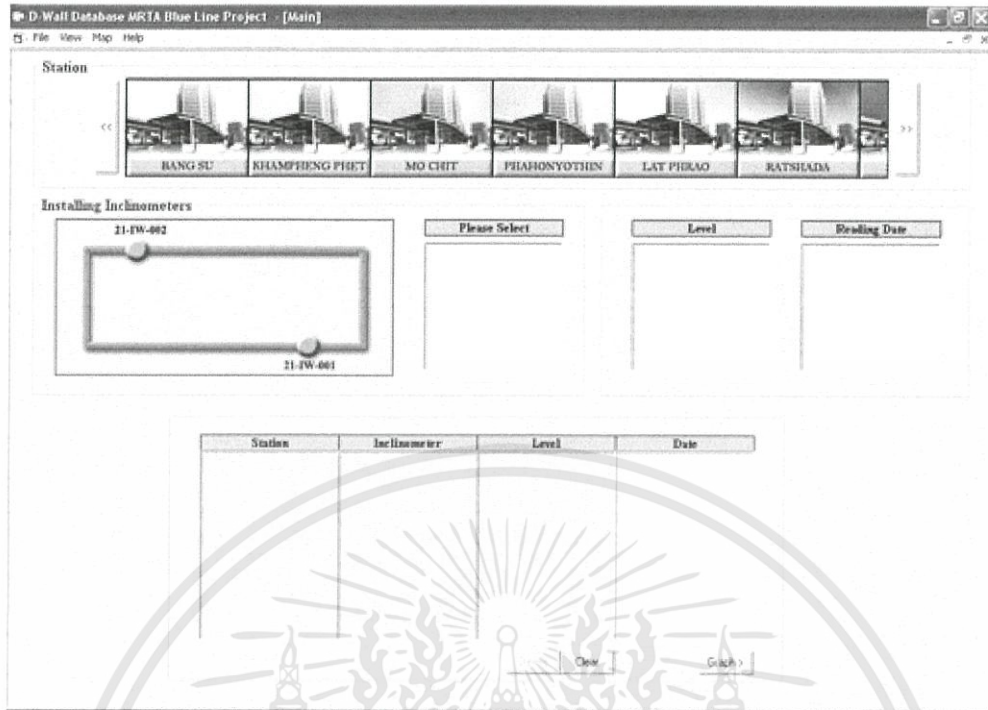 D-Wall Database MRTA Blue Line Project - [Main]
File View Map Help
Station
<< BANG SU KHAMPHENG PHET MO CHIT PHAHONYOTHIN LAT PHRAO RATSHADA >>
Installing Inclinometers
21-IW-002
21-IW-001
Please Select
Level
Reading Date
Station Inclinometer Level Date
Clear Graph >